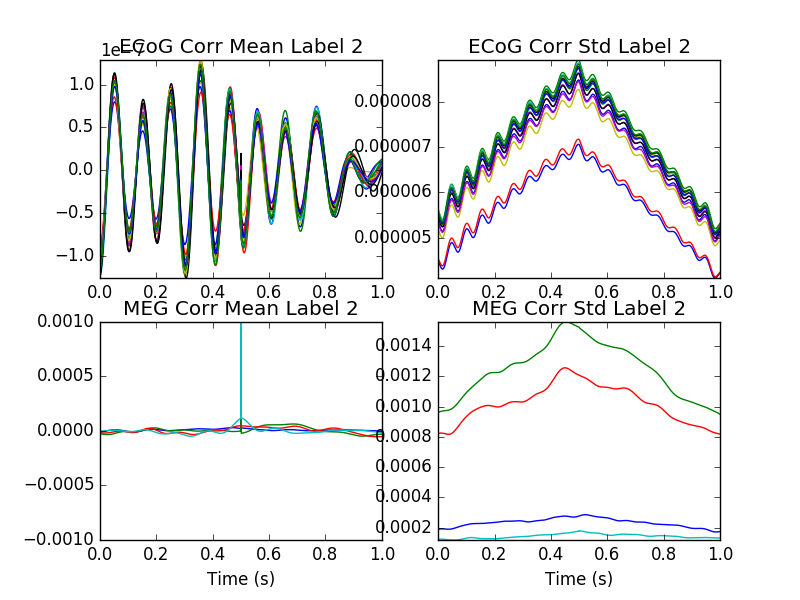 1e−7
ECoG Corr Mean Label 2
1.0
0.5
0.0
−0.5
−1.0
0.0 0.2 0.4 0.6 0.8 1.0
ECoG Corr Std Label 2
0.000008
0.000007
0.000006
0.000005
0.0 0.2 0.4 0.6 0.8 1.0
MEG Corr Mean Label 2
0.0010
0.0005
0.0000
−0.0005
−0.0010
0.0 0.2 0.4 0.6 0.8 1.0
Time (s)
MEG Corr Std Label 2
0.0014
0.0012
0.0010
0.0008
0.0006
0.0004
0.0002
0.0 0.2 0.4 0.6 0.8 1.0
Time (s)